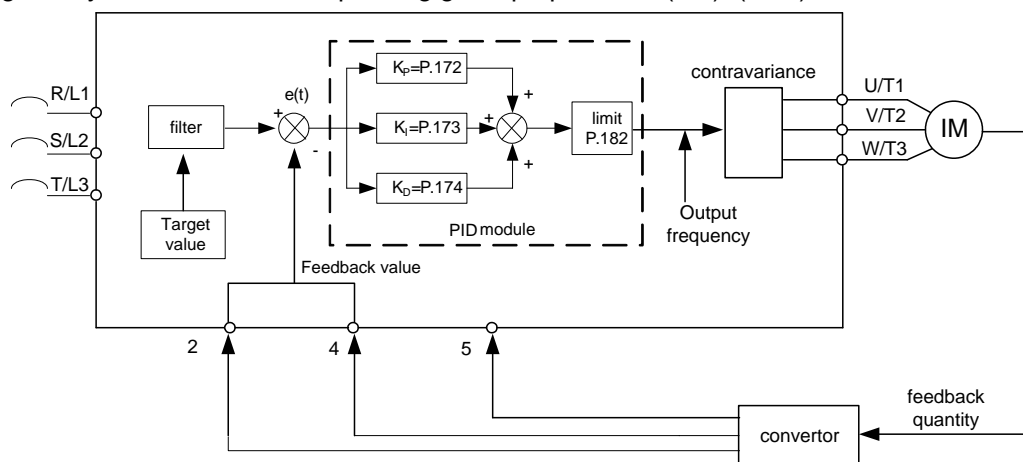 R/L1
S/L2
T/L3
filter
Target
value
+
e(t)
-
KP=P.172
KI=P.173
KD=P.174
+
+
+
limit
P.182
PID module
Feedback value
Output
frequency
contravariance
U/T1
V/T2
W/T3
IM
2
4
5
convertor
feedback
quantity